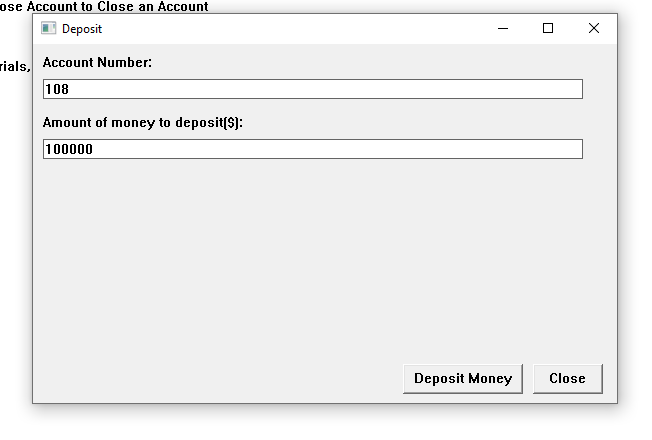 ose Account to Close an Account
Deposit
rials,
Account Number:
108
Amount of money to deposit($):
100000
Deposit Money
Close